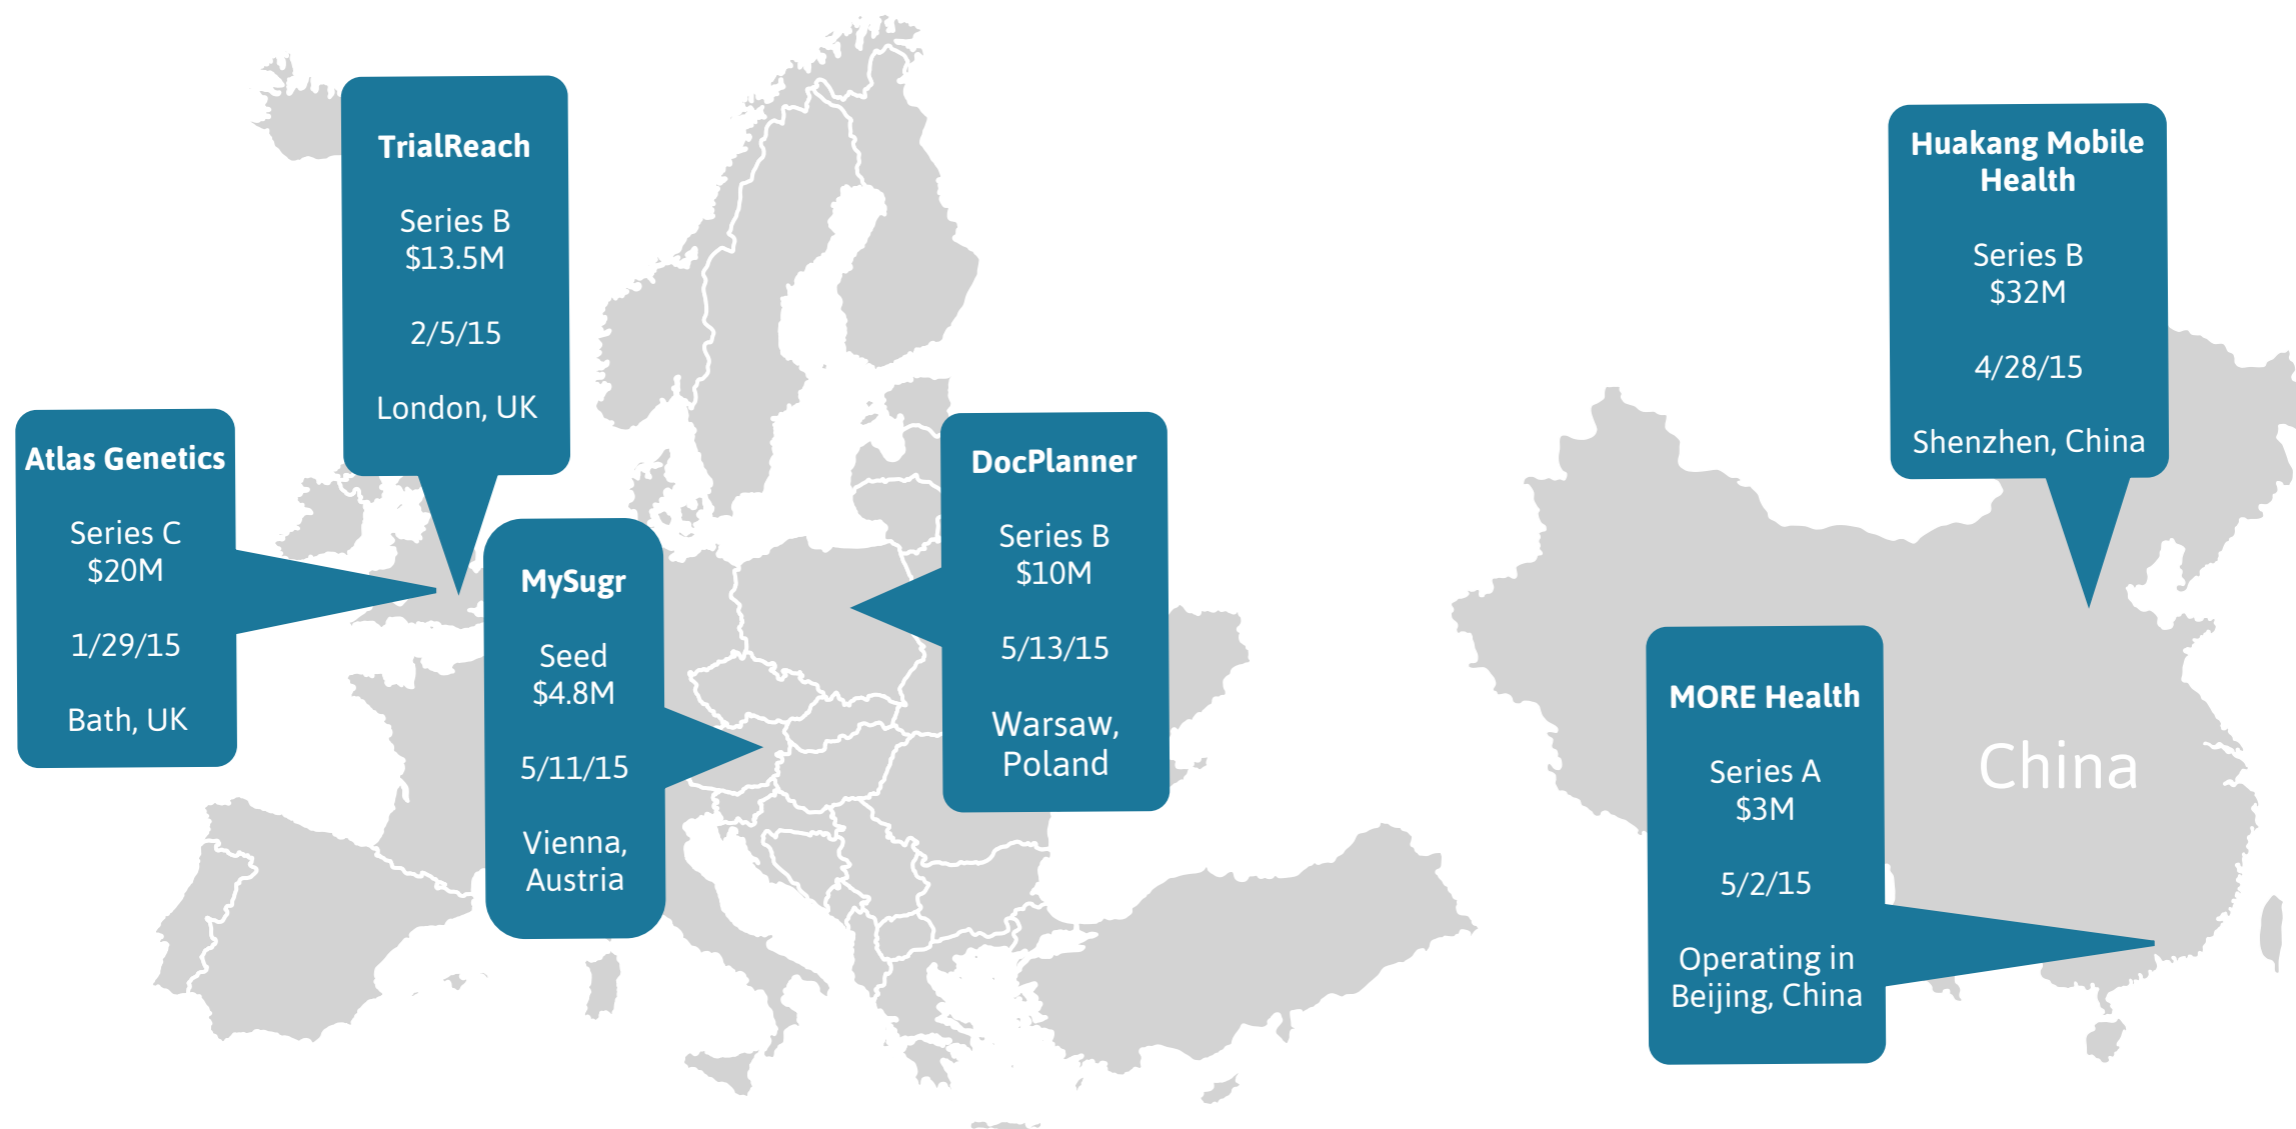 TrialReach
Series B
$13.5M
2/5/15
London, UK
Atlas Genetics
Series C
$20M
1/29/15
Bath, UK
MySugr
Seed
$4.8M
5/11/15
Vienna,
Austria
DocPlanner
Series B
$10M
5/13/15
Warsaw,
Poland
Huakang Mobile
Health
Series B
$32M
4/28/15
Shenzhen, China
MORE Health
Series A
$3M
5/2/15
Operating in
Beijing, China
China